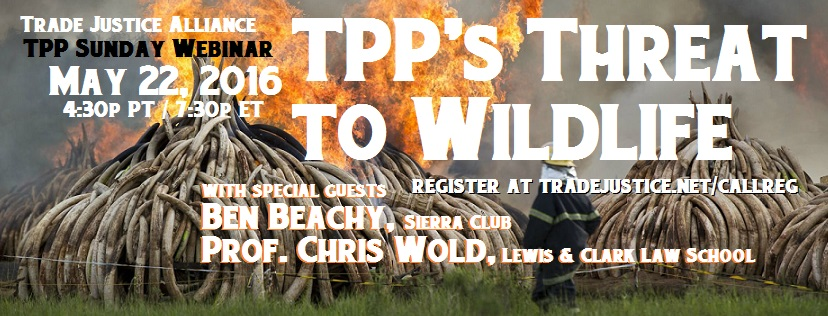 Trade Justice Alliance
TPP Sunday Webinar
May 22, 2016
4:30p PT / 7:30p ET
TPP's Threat
to Wildlife
with special guests
register at tradejustice.net/callreg
Ben Beachy, Sierra Club
Prof. Chris Wold, Lewis & Clark Law School